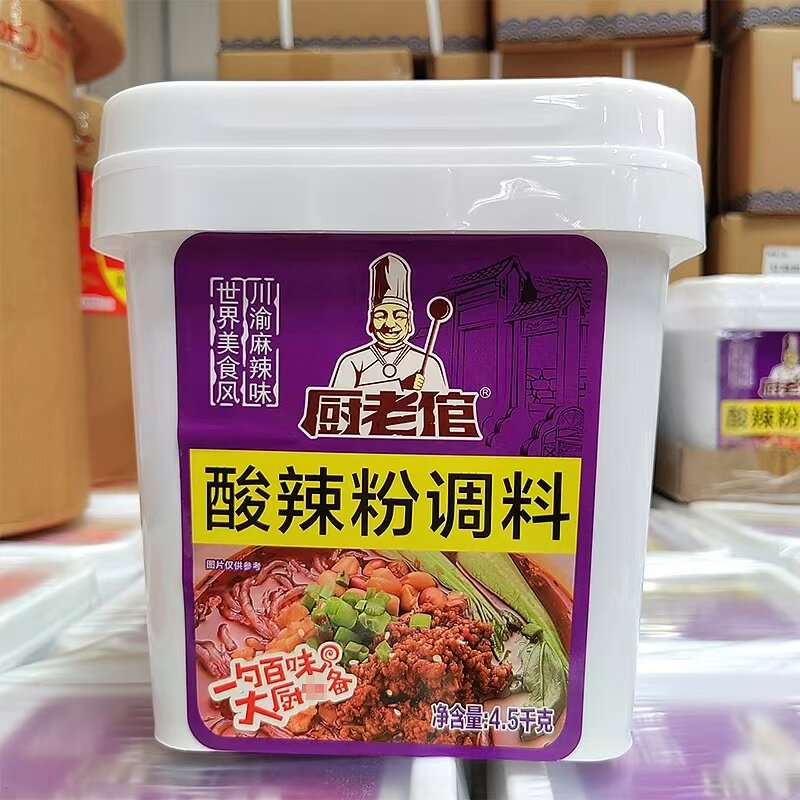 川渝麻辣味
世界美食风
厨老倌®
酸辣粉调料
图片仅供参考
一勺百味
大厨备
净含量:4.5千克
酸辣粉